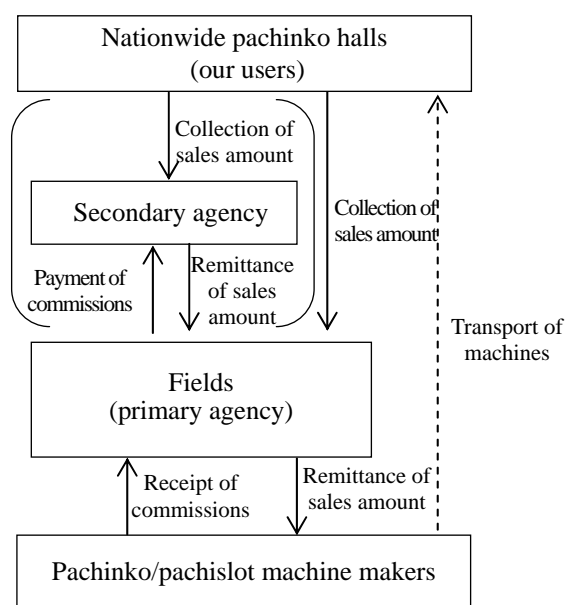 Nationwide pachinko halls
(our users)
Collection of
sales amount
Secondary agency
Collection of
sales amount
Payment of
commissions
Remittance
of sales
amount
Transport of
machines
Fields
(primary agency)
Receipt of
commissions
Remittance of
sales amount
Pachinko/pachislot machine makers